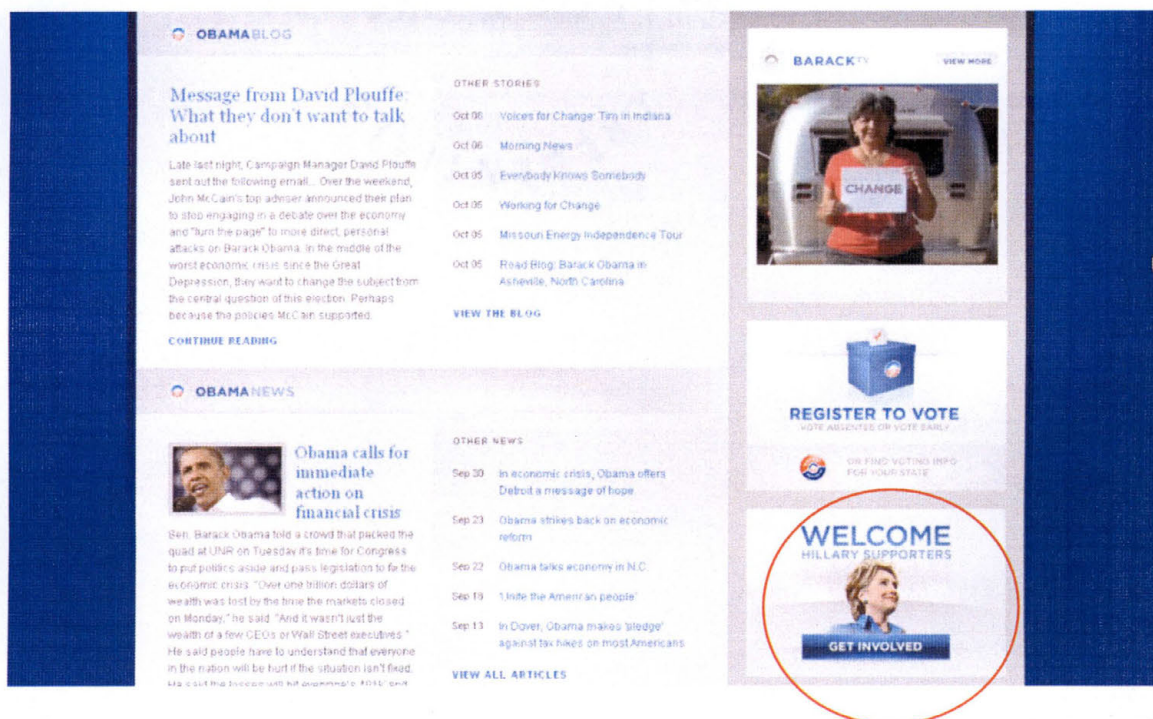 OBAMABLOG
Message from David Plouffe:
What they don't want to talk
about
Late last night, Campaign Manager David Plouffe
sent out the following email... Over the weekend,
John McCain's top adviser announced their plan
to stop engaging in a debate over the economy
and "turn the page" to more direct, personal
attacks on Barack Obama. In the middle of the
worst economic crisis since the Great
Depression, they want to change the subject from
the central question of this election. Perhaps
because the policies McCain supported.
CONTINUE READING
OTHER STORIES
Oct 06 Voices for Change: Tim in Indiana
Oct 06 Morning News
Oct 05 Everybody Knows Somebody
Oct 05 Working for Change
Oct 05 Missouri Energy Independence Tour
Oct 05 Road Blog: Barack Obama in
Asheville, North Carolina
VIEW THE BLOG
BARACKTV
VIEW MORE
CHANGE
REGISTER TO VOTE
VOTE ABSENTEE OR VOTE EARLY
OR FIND VOTING INFO
FOR YOUR STATE
WELCOME
HILLARY SUPPORTERS
GET INVOLVED
OBAMANEWS
Obama calls for
immediate
action on
financial crisis
Sen. Barack Obama told a crowd that packed the
quad at UNR on Tuesday it's time for Congress
to put politics aside and pass legislation to fix the
economic crisis. "Over one trillion dollars of
wealth was lost by the time the markets closed
on Monday," he said. "And it wasn't just the
wealth of a few CEOs or Wall Street executives."
He said people have to understand that everyone
in the nation will be hurt if the situation isn't fixed.
He said the losses will hit everyone's 401k and
OTHER NEWS
Sep 30 In economic crisis, Obama offers
Detroit a message of hope
Sep 23 Obama strikes back on economic
reform
Sep 22 Obama talks economy in N.C.
Sep 18 'Unite the American people'
Sep 13 In Dover, Obama makes 'pledge'
against tax hikes on most Americans
VIEW ALL ARTICLES